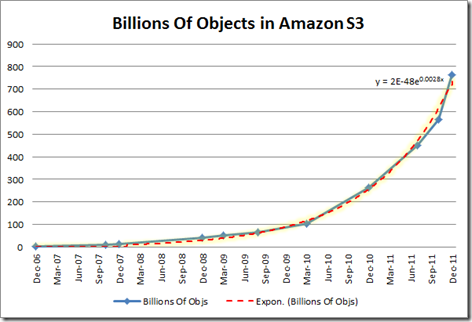 Billions Of Objects in Amazon S3
900
800
y = 2E-48e^0.0028x
700
600
500
400
300
200
100
0
Dec-06
Mar-07
Jun-07
Sep-07
Dec-07
Mar-08
Jun-08
Sep-08
Dec-08
Mar-09
Jun-09
Sep-09
Dec-09
Mar-10
Jun-10
Sep-10
Dec-10
Mar-11
Jun-11
Sep-11
Dec-11
Billions Of Objs
Expon. (Billions Of Objs)